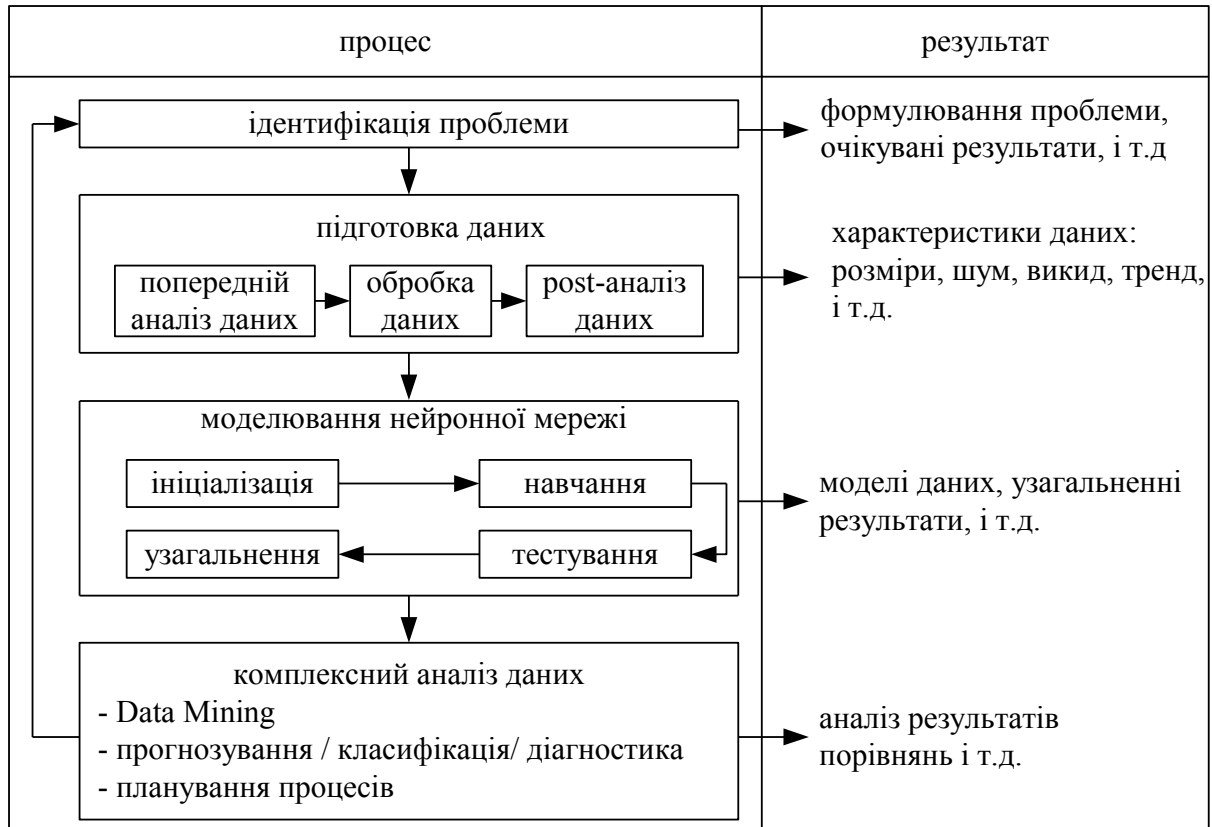 процес
результат
ідентифікація проблеми
формулювання проблеми,
очікувані результати, і т.д
підготовка даних
попередній
аналіз даних
обробка
даних
post-аналіз
даних
характеристики даних:
розміри, шум, викид, тренд,
і т.д.
моделювання нейронної мережі
ініціалізація
навчання
узагальнення
тестування
моделі даних, узагальненні
результати, і т.д.
комплексний аналіз даних
- Data Mining
- прогнозування / класифікація/ діагностика
- планування процесів
аналіз результатів
порівнянь і т.д.